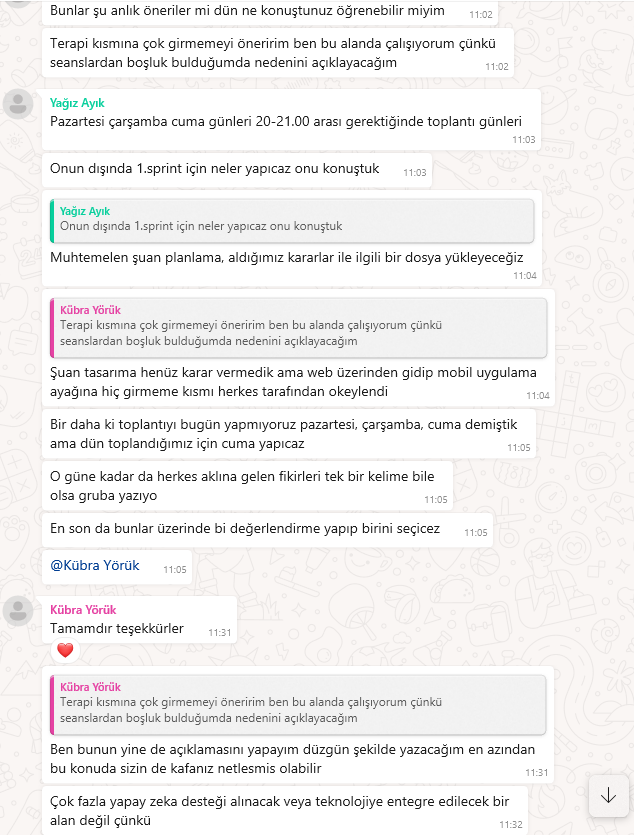 Bunlar şu anlık öneriler mi dün ne konuştunuz öğrenebilir miyim
11:02
Terapi kısmına çok girmemeyi öneririm ben bu alanda çalışıyorum çünkü
seanslardan boşluk bulduğumda nedenini açıklayacağım
11:02
Yağız Ayık
Pazartesi çarşamba cuma günleri 20-21.00 arası gerektiğinde toplantı günleri
11:03
Onun dışında 1.sprint için neler yapıcaz onu konuştuk
11:03
Yağız Ayık
Onun dışında 1.sprint için neler yapıcaz onu konuştuk
Muhtemelen şuan planlama, aldığımız kararlar ile ilgili bir dosya yükleyeceğiz
11:04
Kübra Yörük
Terapi kısmına çok girmemeyi öneririm ben bu alanda çalışıyorum çünkü
seanslardan boşluk bulduğumda nedenini açıklayacağım
Şuan tasarıma henüz karar vermedik ama web üzerinden gidip mobil uygulama
ayağına hiç girmeme kısmı herkes tarafından okeylendi
11:04
Bir daha ki toplantıyı bugün yapmıyoruz pazartesi, çarşamba, cuma demiştik
ama dün toplandığımız için cuma yapıcaz
11:05
O güne kadar da herkes aklına gelen fikirleri tek bir kelime bile
olsa gruba yazıyo
11:05
En son da bunlar üzerinde bi değerlendirme yapıp birini seçicez
11:05
@Kübra Yörük
11:05
Kübra Yörük
Tamamdır teşekkürler
11:31
Kübra Yörük
Terapi kısmına çok girmemeyi öneririm ben bu alanda çalışıyorum çünkü
seanslardan boşluk bulduğumda nedenini açıklayacağım
Ben bunun yine de açıklamasını yapayım düzgün şekilde yazacağım en azından
bu konuda sizin de kafanız netlesmis olabilir
11:31
Çok fazla yapay zeka desteği alınacak veya teknolojiye entegre edilecek bir
alan değil çünkü
11:32